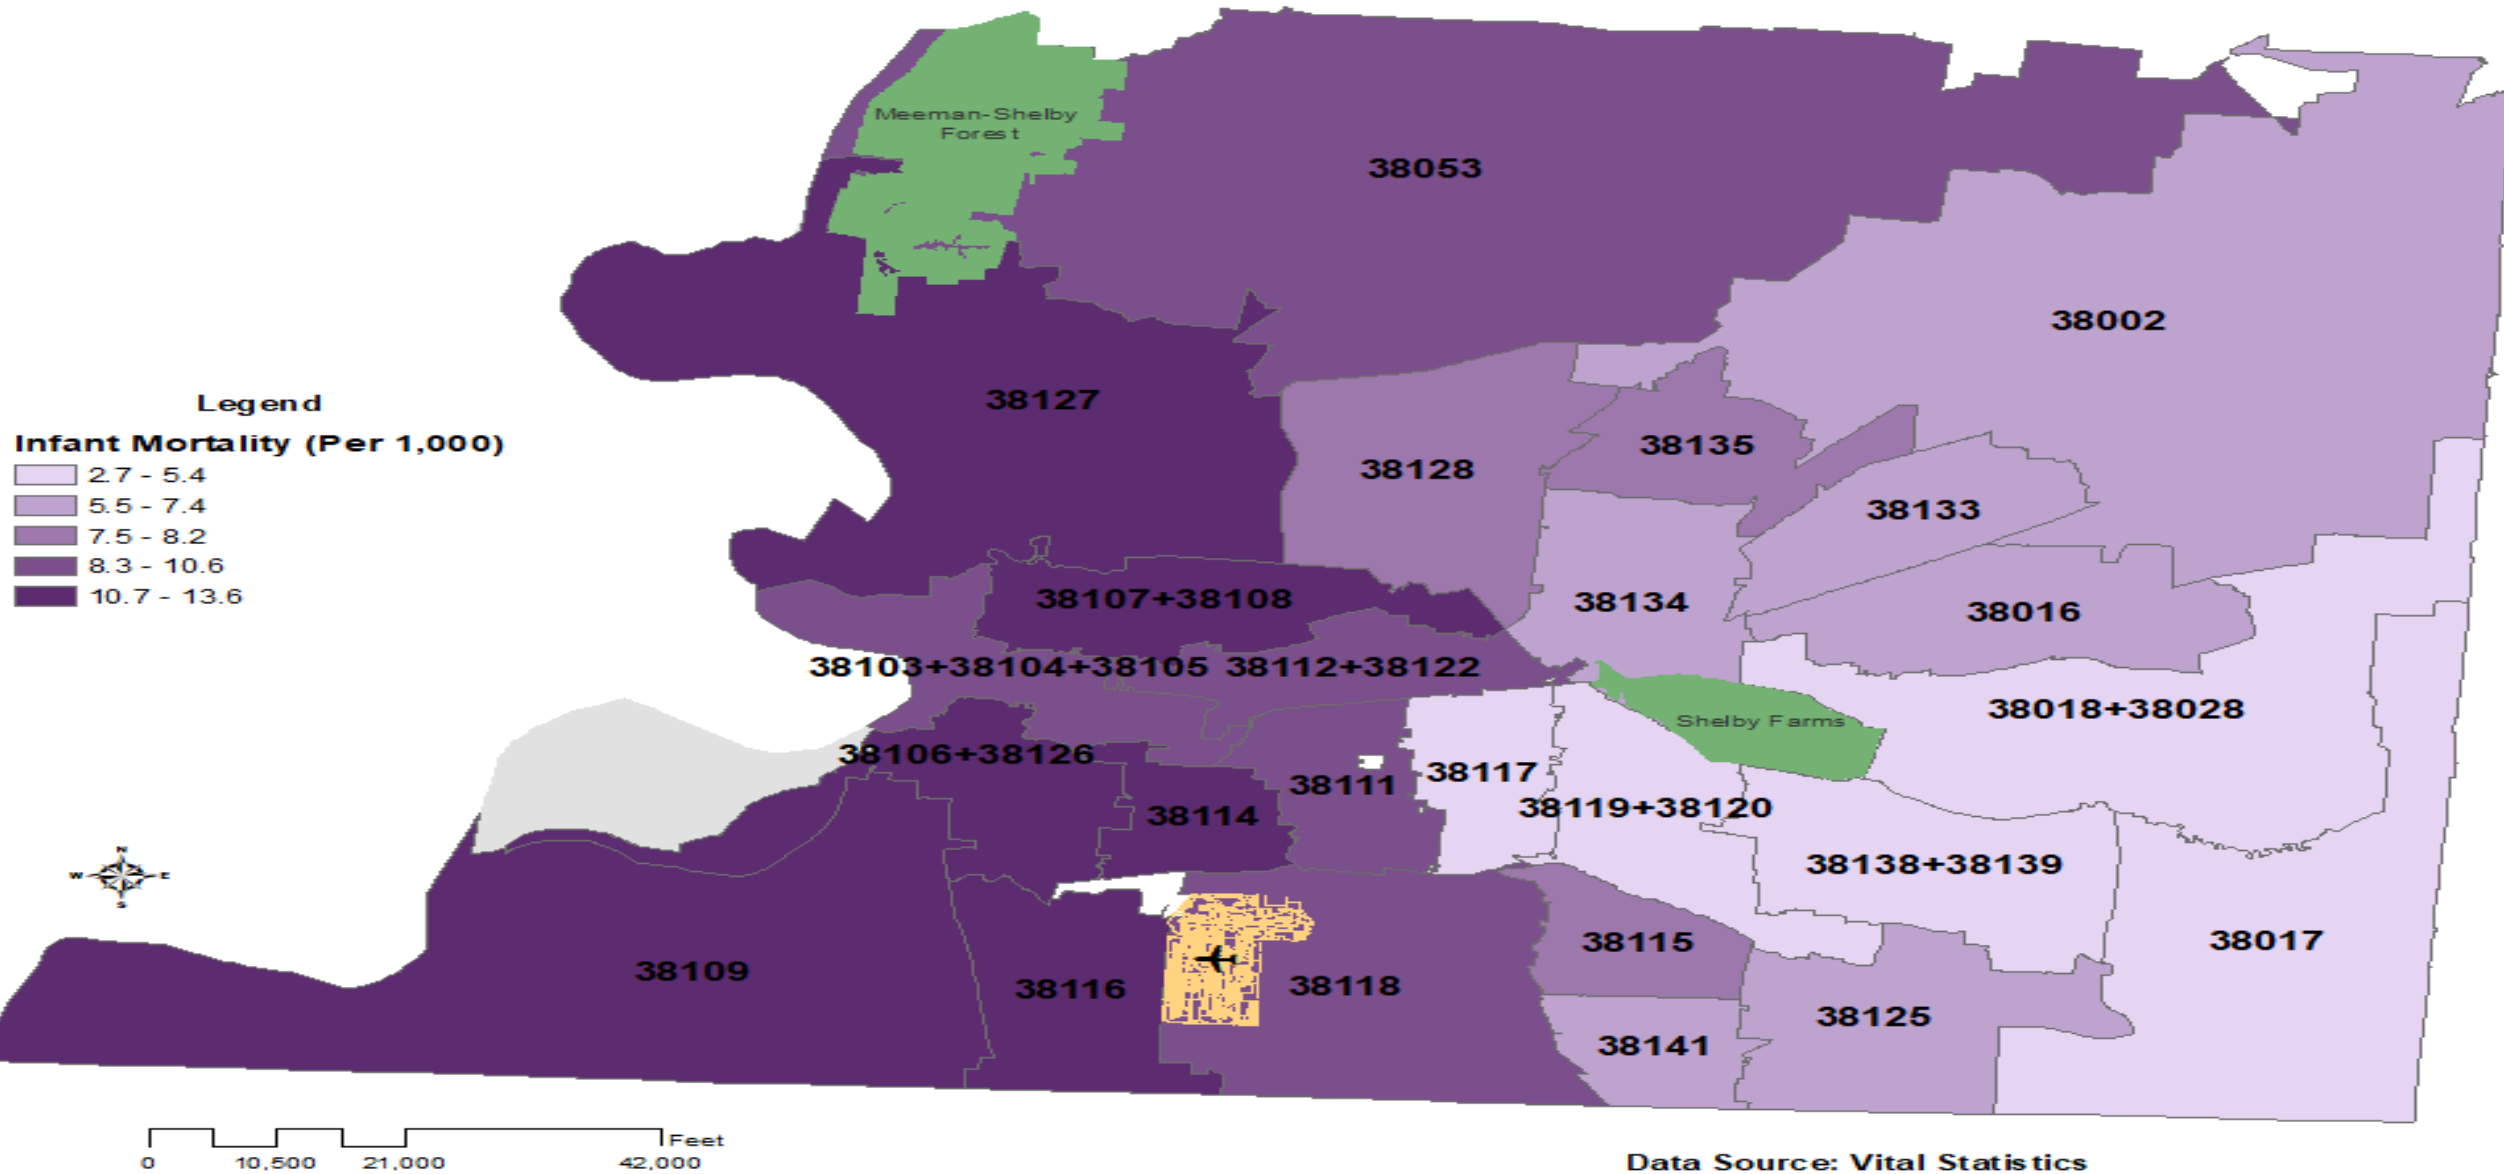 Meeman-Shelby
Forest
38053
38002
38127
Legend
Infant Mortality (Per 1,000)
2.7 - 5.4
5.5 - 7.4
7.5 - 8.2
8.3 - 10.6
10.7 - 13.6
38135
38128
38133
38107+38108
38134
38016
38103+38104+38105
38112+38122
38018+38028
Shelby Farms
38106+38126
38111
38117
38119+38120
38114
38138+38139
N
W
E
S
38115
38017
38109
38116
38118
38125
38141
Feet
0
10,500
21,000
42,000
Data Source: Vital Statistics